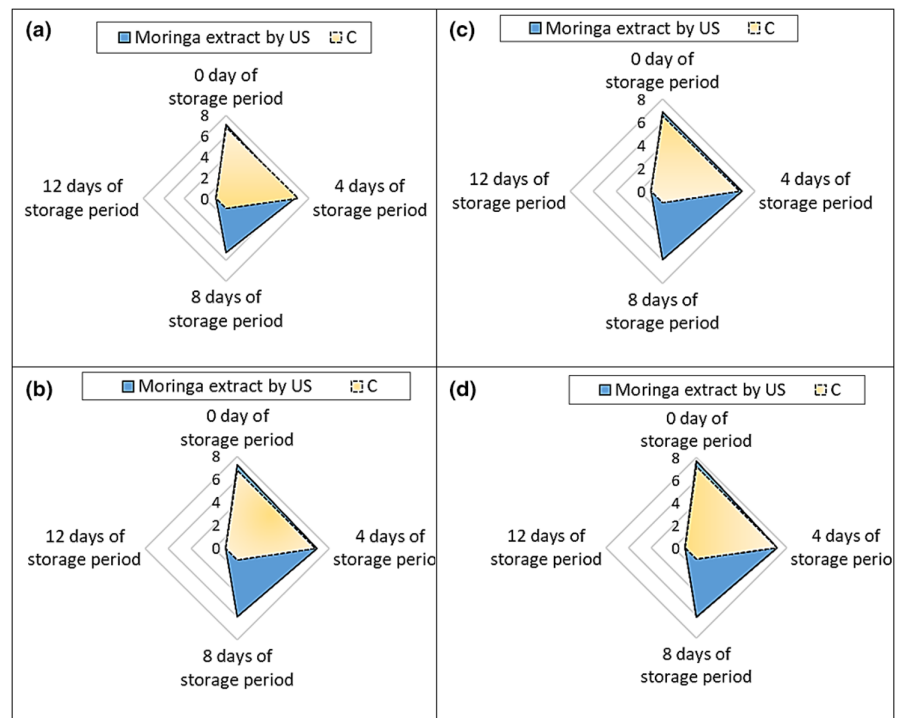 (a)
Moringa extract by US C
0 day of
storage period
8
6
4
2
0
12 days of
storage period
4 days of
storage period
8 days of
storage period
(c)
Moringa extract by US C
0 day of
storage period
8
6
4
2
0
12 days of
storage period
4 days of
storage period
8 days of
storage period
(b)
Moringa extract by US C
0 day of
storage period
8
6
4
2
0
12 days of
storage period
4 days of
storage perio
8 days of
storage period
(d)
Moringa extract by US C
0 day of
storage period
8
6
4
2
0
12 days of
storage period
4 days of
storage perio
8 days of
storage period